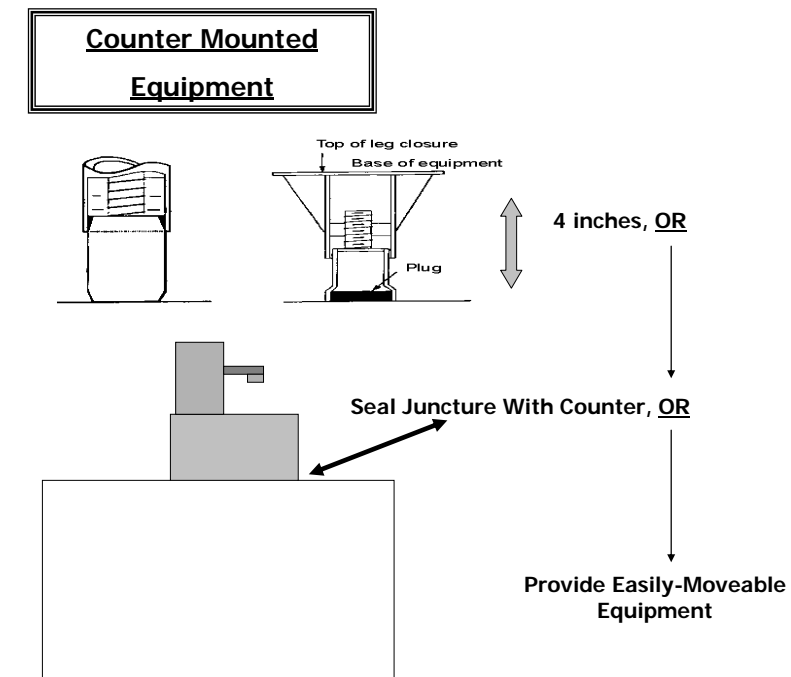 Counter Mounted
Equipment
Top of leg closure
Base of equipment
4 inches, OR
Plug
Seal Juncture With Counter, OR
Provide Easily-Moveable
Equipment